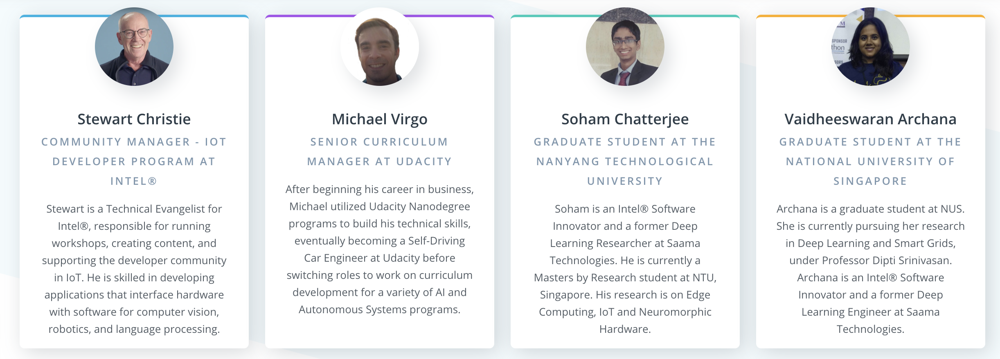 Stewart Christie
COMMUNITY MANAGER - IOT
DEVELOPER PROGRAM AT
INTEL®
Stewart is a Technical Evangelist for
Intel®, responsible for running
workshops, creating content, and
supporting the developer community
in IoT. He is skilled in developing
applications that interface hardware
with software for computer vision,
robotics, and language processing.
Michael Virgo
SENIOR CURRICULUM
MANAGER AT UDACITY
After beginning his career in business,
Michael utilized Udacity Nanodegree
programs to build his technical skills,
eventually becoming a Self-Driving
Car Engineer at Udacity before
switching roles to work on curriculum
development for a variety of AI and
Autonomous Systems programs.
Soham Chatterjee
GRADUATE STUDENT AT THE
NANYANG TECHNOLOGICAL
UNIVERSITY
Soham is an Intel® Software
Innovator and a former Deep
Learning Researcher at Saama
Technologies. He is currently a
Masters by Research student at NTU,
Singapore. His research is on Edge
Computing, IoT and Neuromorphic
Hardware.
M
SPONSOR
thon
FOUNDATION
SORS
Vaidheeswaran Archana
GRADUATE STUDENT AT THE
NATIONAL UNIVERSITY OF
SINGAPORE
Archana is a graduate student at NUS.
She is currently pursuing her research
in Deep Learning and Smart Grids,
under Professor Dipti Srinivasan.
Archana is an Intel® Software
Innovator and a former Deep
Learning Engineer at Saama
Technologies.